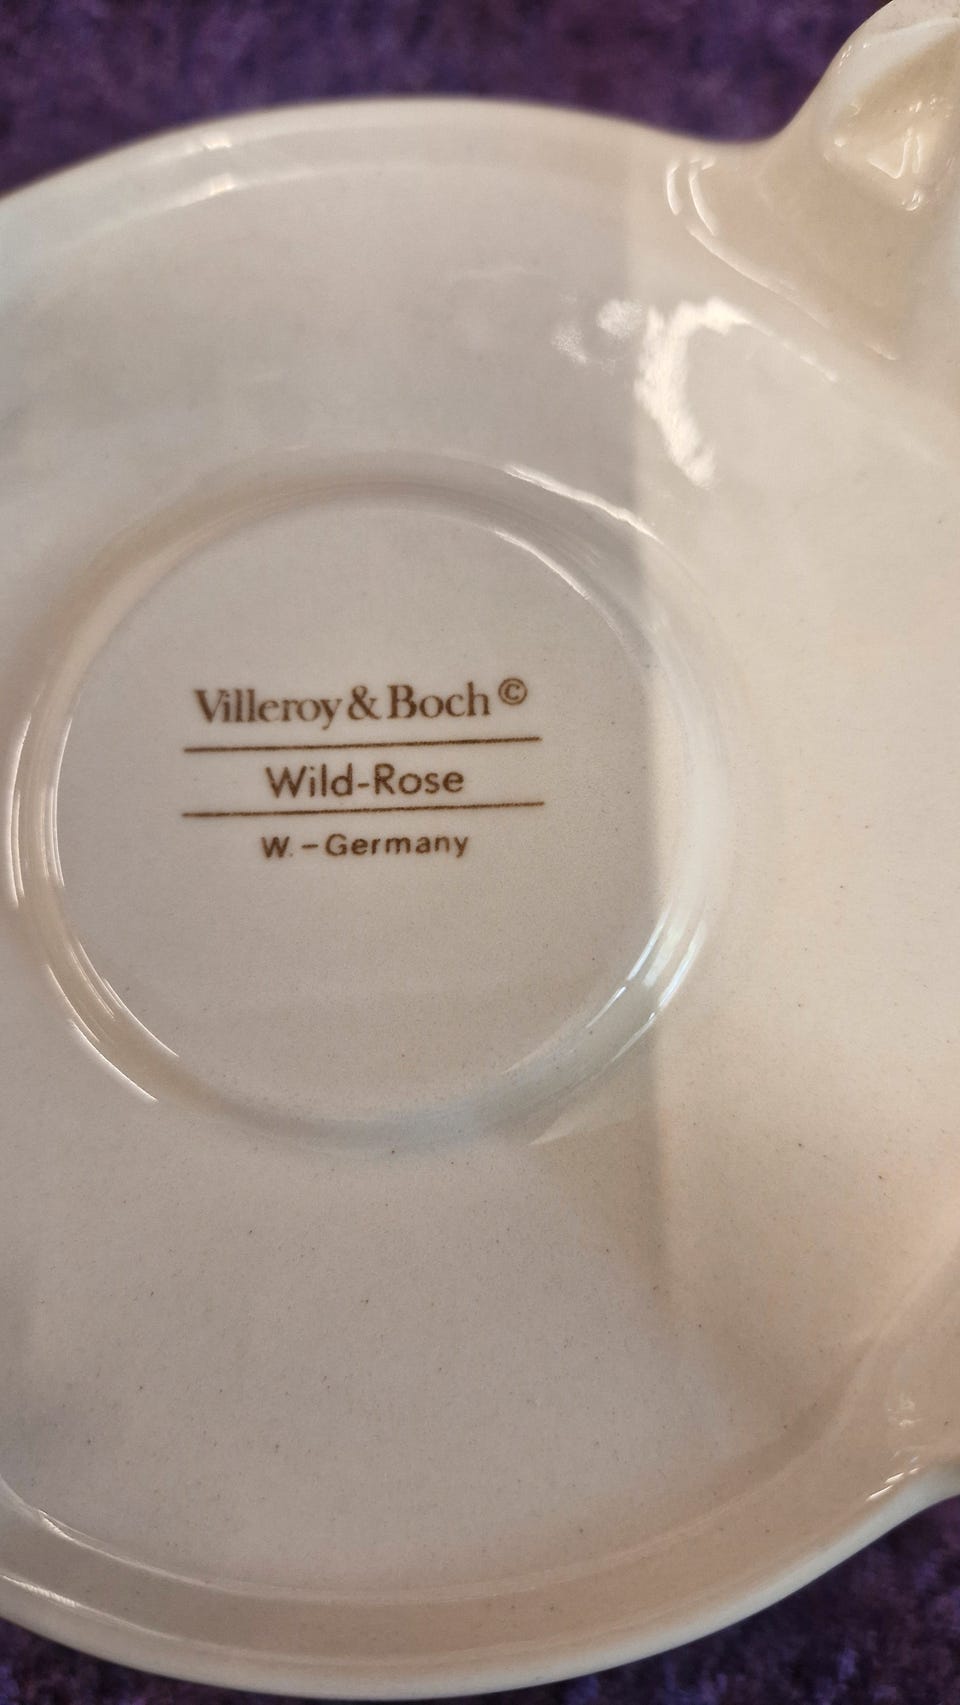 Villeroy & Boch ©
Wild-Rose
W.-Germany